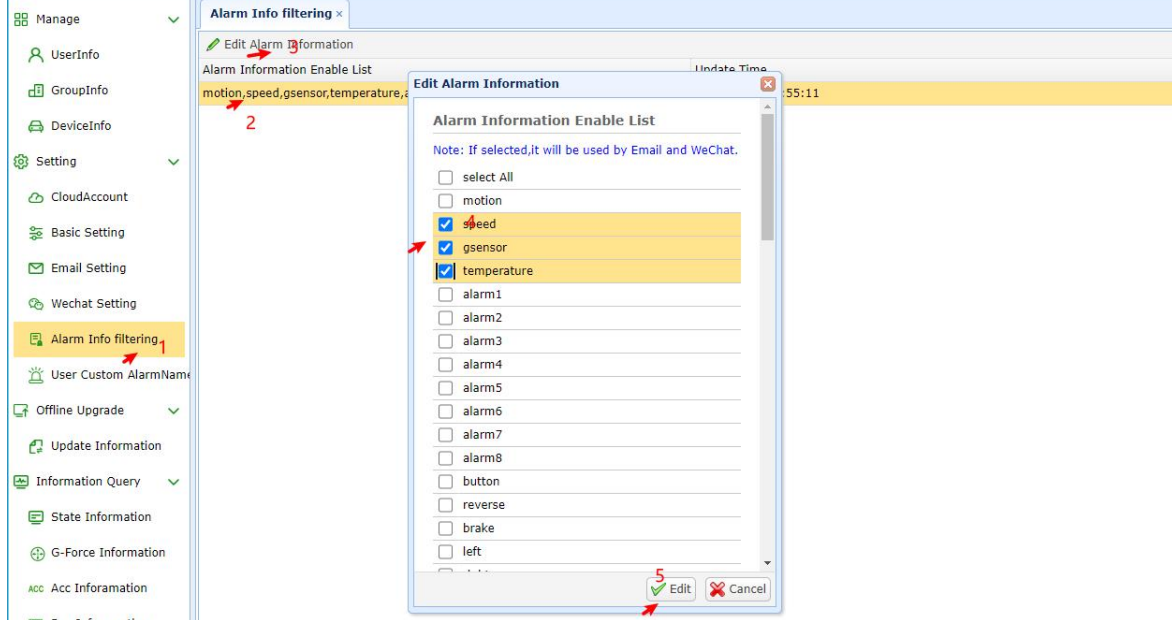 Manage
UserInfo
GroupInfo
DeviceInfo
Setting
CloudAccount
Basic Setting
Email Setting
Wechat Setting
Alarm Info filtering
1
User Custom AlarmName
Offline Upgrade
Update Information
Information Query
State Information
G-Force Information
ACC Acc Inforamation
Alarm Info filtering ×
Edit Alarm Information
3
Alarm Information Enable List
Update Time
motion,speed,gsensor,temperature,a
:55:11
2
Edit Alarm Information
Alarm Information Enable List
Note: If selected,it will be used by Email and WeChat.
select All
motion
speed
4
gsensor
temperature
alarm1
alarm2
alarm3
alarm4
alarm5
alarm6
alarm7
alarm8
button
reverse
brake
left
5
Edit
Cancel